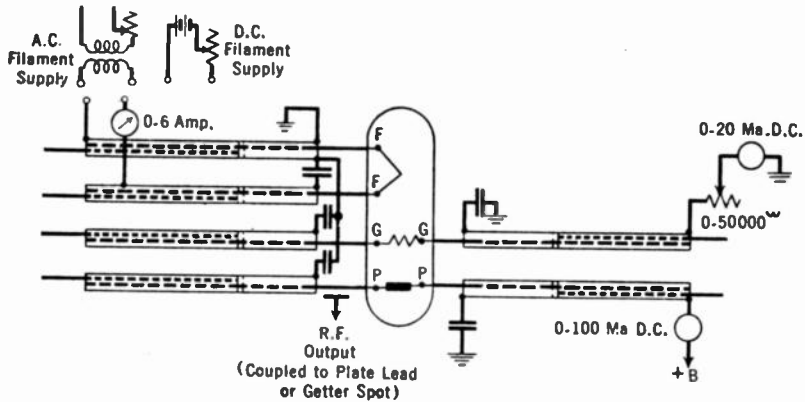 A.C.
Filament
Supply
D.C.
Filament
Supply
0-6 Amp.
F
F
G
G
P
P
0-20 Ma.D.C.
0-50000ω
0-100 Ma D.C.
+B
R.F.
Output
(Coupled to Plate Lead
or Getter Spot)